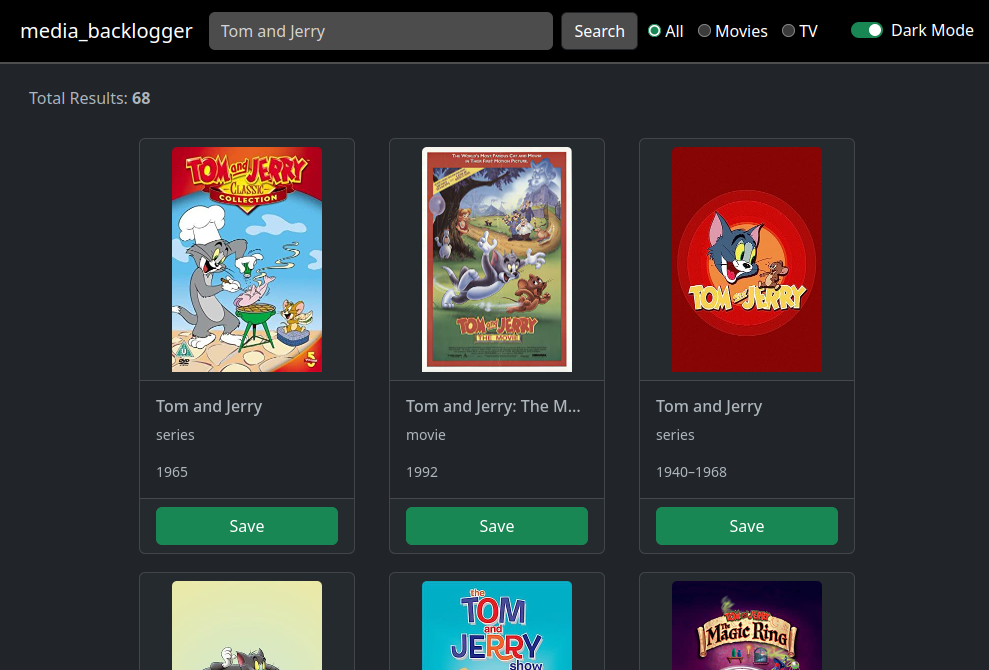 media_backlogger Tom and Jerry Search All Movies TV Dark Mode
Total Results: 68
TOM and JERRY
CLASSIC
COLLECTION
U
DVD
5
THE WORLD'S MOST FAMOUS CAT AND MOUSE
IN THEIR FIRST MOTION PICTURE.
TOM AND JERRY
THE MOVIE
TOM AND JERRY
Tom and Jerry
series
1965
Save
Tom and Jerry: The M...
movie
1992
Save
Tom and Jerry
series
1940–1968
Save
the
TOM
and
JERRY
show
TOM AND JERRY
The
Magic Ring